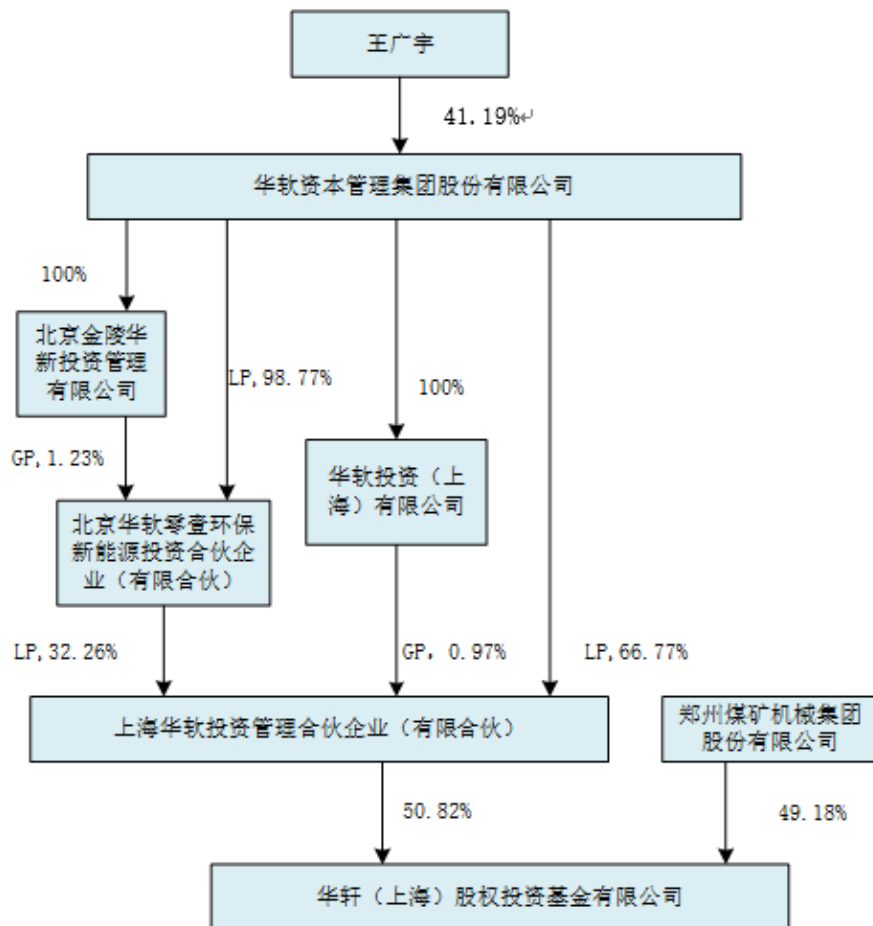 王广宇
41.19%↵
华软资本管理集团股份有限公司
100%
北京金陵华
新投资管理
有限公司
LP,98.77%
100%
GP,1.23%
华软投资（上
海）有限公司
北京华软零壹环保
新能源投资合伙企
业（有限合伙）
LP,32.26%
GP，0.97%
LP,66.77%
上海华软投资管理合伙企业（有限合伙）
郑州煤矿机械集团
股份有限公司
50.82%
49.18%
华轩（上海）股权投资基金有限公司